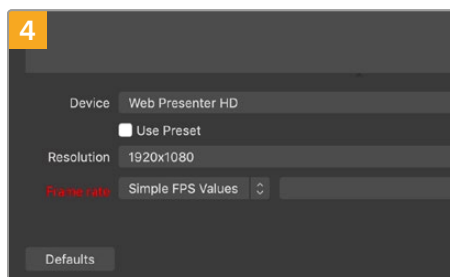 4
Device Web Presenter HD
Use Preset
Resolution 1920x1080
Frame rate Simple FPS Values
Defaults